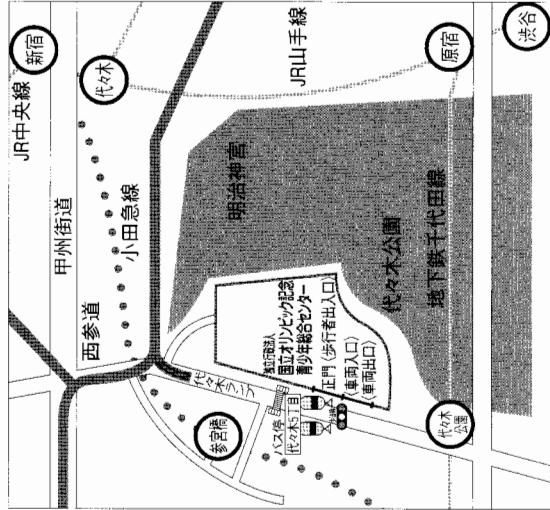 JR中央線
新宿
甲州街道
代々木
西参道
小田急線
JR山手線
代々木ランプ
参宮橋
明治神宮
独立行政法人
国立オリンピック記念
青少年総合センター
バス停
代々木5丁目
正門〈歩行者出入口〉
〈車両入口〉
〈車両出口〉
代々木公園
原宿
地下鉄千代田線
代々木
公園
渋谷